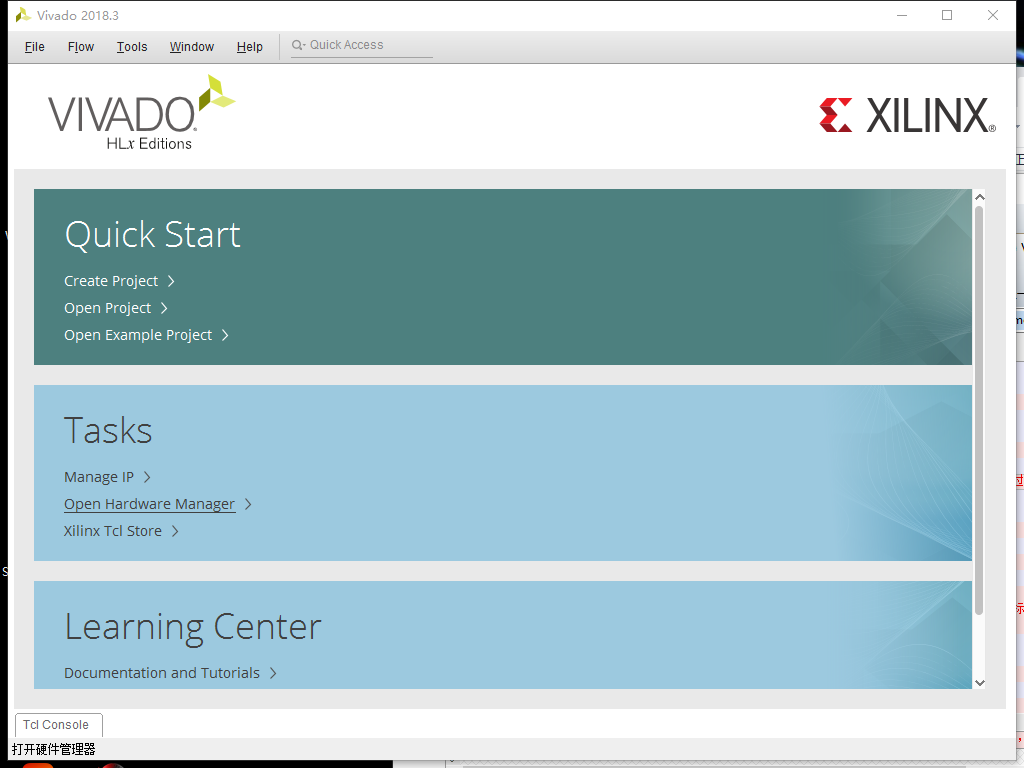 Vivado 2018.3
File Flow Tools Window Help Quick Access
VIVADO
HLx Editions
XILINX®
Quick Start
Create Project
Open Project
Open Example Project
Tasks
Manage IP
Open Hardware Manager
Xilinx Tcl Store
Learning Center
Documentation and Tutorials
Tcl Console
打开硬件管理器